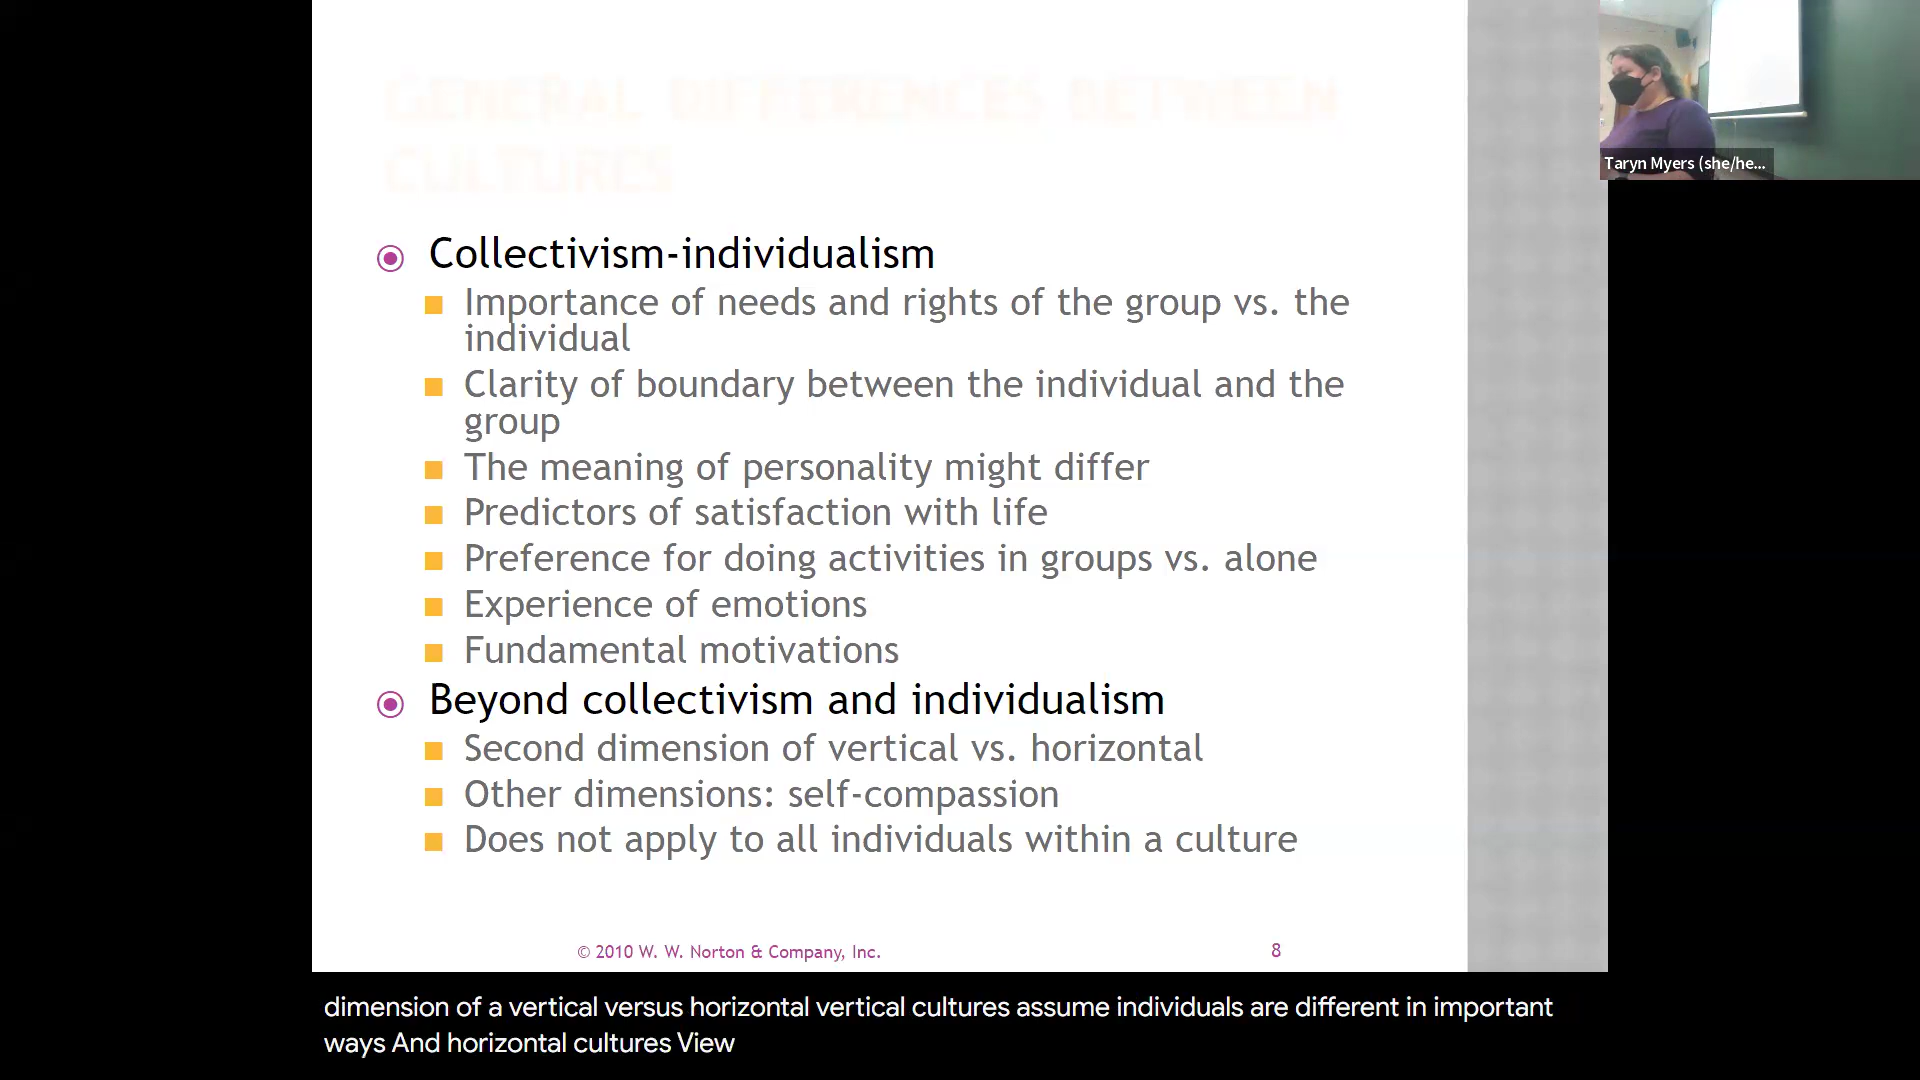 GENERAL DIFFERENCES BETWEEN
CULTURES
Taryn Myers (she/he...
Collectivism-individualism
Importance of needs and rights of the group vs. the
individual
Clarity of boundary between the individual and the
group
The meaning of personality might differ
Predictors of satisfaction with life
Preference for doing activities in groups vs. alone
Experience of emotions
Fundamental motivations
Beyond collectivism and individualism
Second dimension of vertical vs. horizontal
Other dimensions: self-compassion
Does not apply to all individuals within a culture
© 2010 W. W. Norton & Company, Inc.
8
dimension of a vertical versus horizontal vertical cultures assume individuals are different in important
ways And horizontal cultures View